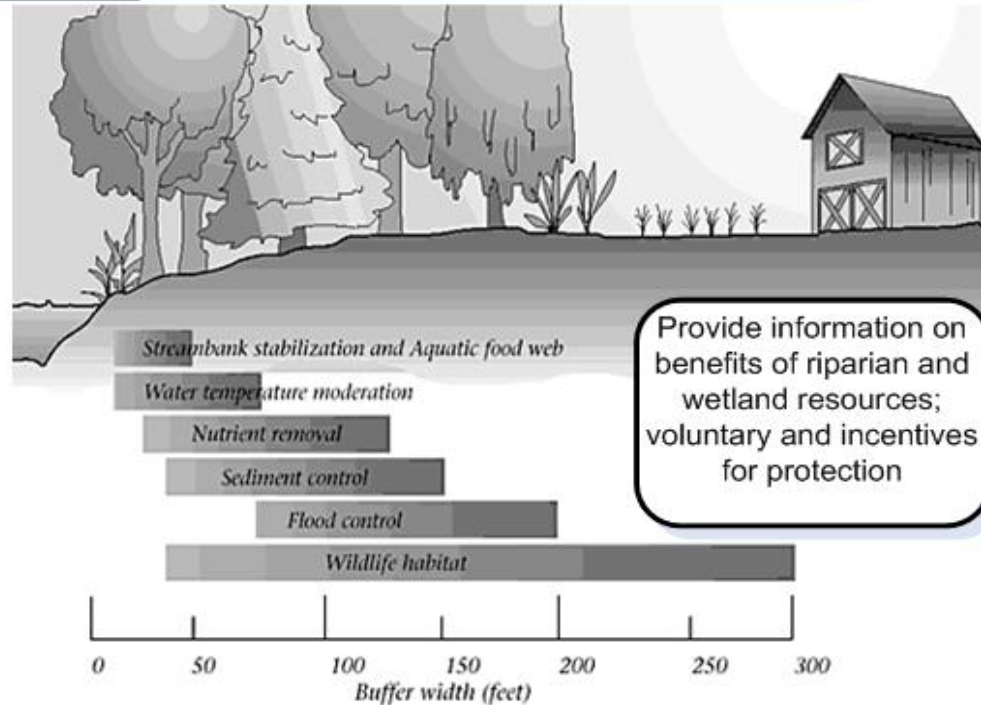 Streambank stabilization and Aquatic food web
Water temperature moderation
Nutrient removal
Sediment control
Flood control
Wildlife habitat
Provide information on
benefits of riparian and
wetland resources;
voluntary and incentives
for protection
0 50 100 150 200 250 300
Buffer width (feet)